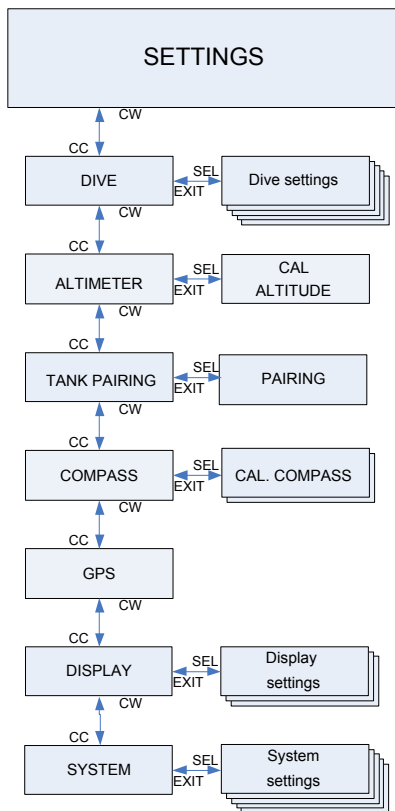 SETTINGS
CW
CC
DIVE
SEL
EXIT
Dive settings
CW
CC
ALTIMETER
SEL
EXIT
CAL
ALTITUDE
CW
CC
TANK PAIRING
SEL
EXIT
PAIRING
CW
CC
COMPASS
SEL
EXIT
CAL. COMPASS
CW
CC
GPS
CW
CC
DISPLAY
SEL
EXIT
Display
settings
CW
CC
SYSTEM
SEL
EXIT
System
settings